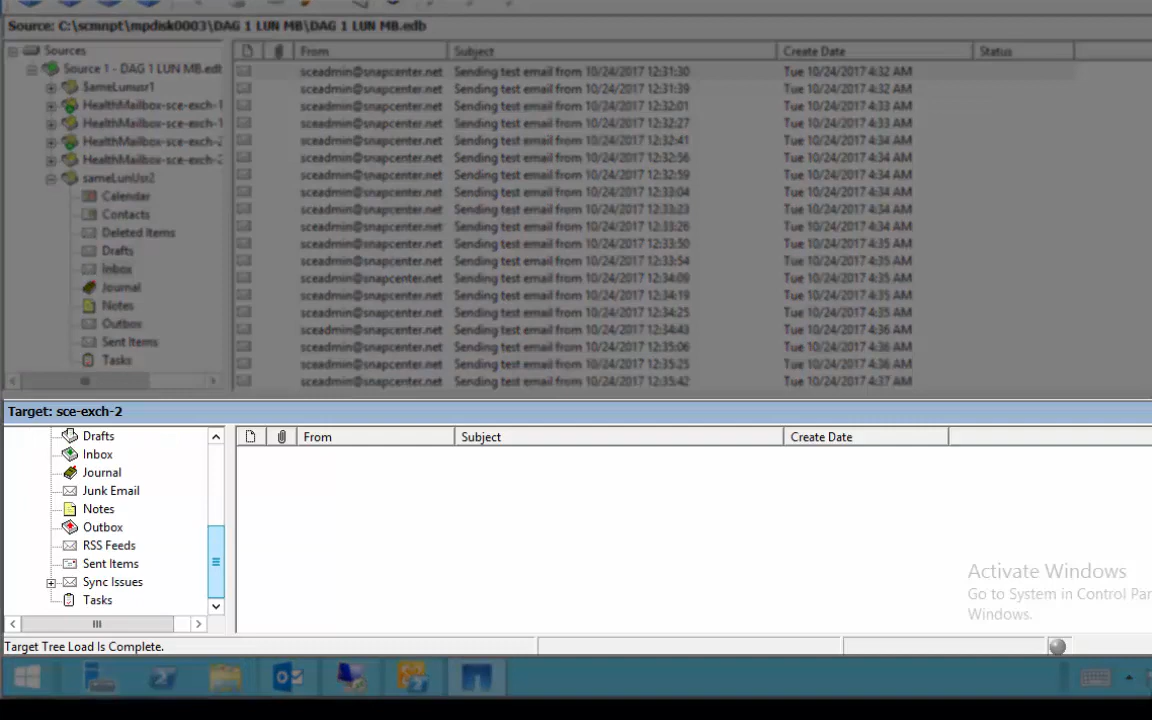 Source: C:\scmnpt\mpdisk0003\DAG 1 LUN MB\DAG 1 LUN MB.edb
Sources
Source 1 - DAG 1 LUN MB.edb
SameLunusr1
HealthMailbox-sce-exch-1
HealthMailbox-sce-exch-1
HealthMailbox-sce-exch-2
HealthMailbox-sce-exch-2
sameLunUsr2
Calendar
Contacts
Deleted Items
Drafts
Inbox
Journal
Notes
Outbox
Sent Items
Tasks
From Subject Create Date Status
sceadmin@snapcenter.net Sending test email from 10/24/2017 12:31:30 Tue 10/24/2017 4:32 AM
sceadmin@snapcenter.net Sending test email from 10/24/2017 12:31:39 Tue 10/24/2017 4:32 AM
sceadmin@snapcenter.net Sending test email from 10/24/2017 12:32:01 Tue 10/24/2017 4:33 AM
sceadmin@snapcenter.net Sending test email from 10/24/2017 12:32:27 Tue 10/24/2017 4:33 AM
sceadmin@snapcenter.net Sending test email from 10/24/2017 12:32:41 Tue 10/24/2017 4:34 AM
sceadmin@snapcenter.net Sending test email from 10/24/2017 12:32:56 Tue 10/24/2017 4:34 AM
sceadmin@snapcenter.net Sending test email from 10/24/2017 12:32:59 Tue 10/24/2017 4:34 AM
sceadmin@snapcenter.net Sending test email from 10/24/2017 12:33:04 Tue 10/24/2017 4:34 AM
sceadmin@snapcenter.net Sending test email from 10/24/2017 12:33:23 Tue 10/24/2017 4:34 AM
sceadmin@snapcenter.net Sending test email from 10/24/2017 12:33:26 Tue 10/24/2017 4:34 AM
sceadmin@snapcenter.net Sending test email from 10/24/2017 12:33:50 Tue 10/24/2017 4:35 AM
sceadmin@snapcenter.net Sending test email from 10/24/2017 12:33:54 Tue 10/24/2017 4:35 AM
sceadmin@snapcenter.net Sending test email from 10/24/2017 12:34:09 Tue 10/24/2017 4:35 AM
sceadmin@snapcenter.net Sending test email from 10/24/2017 12:34:19 Tue 10/24/2017 4:35 AM
sceadmin@snapcenter.net Sending test email from 10/24/2017 12:34:25 Tue 10/24/2017 4:35 AM
sceadmin@snapcenter.net Sending test email from 10/24/2017 12:34:43 Tue 10/24/2017 4:36 AM
sceadmin@snapcenter.net Sending test email from 10/24/2017 12:35:06 Tue 10/24/2017 4:36 AM
sceadmin@snapcenter.net Sending test email from 10/24/2017 12:35:25 Tue 10/24/2017 4:36 AM
sceadmin@snapcenter.net Sending test email from 10/24/2017 12:35:42 Tue 10/24/2017 4:37 AM
Target: sce-exch-2
Drafts
Inbox
Journal
Junk Email
Notes
Outbox
RSS Feeds
Sent Items
Sync Issues
Tasks
From Subject Create Date
Activate Windows
Go to System in Control Par
Windows.
Target Tree Load Is Complete.